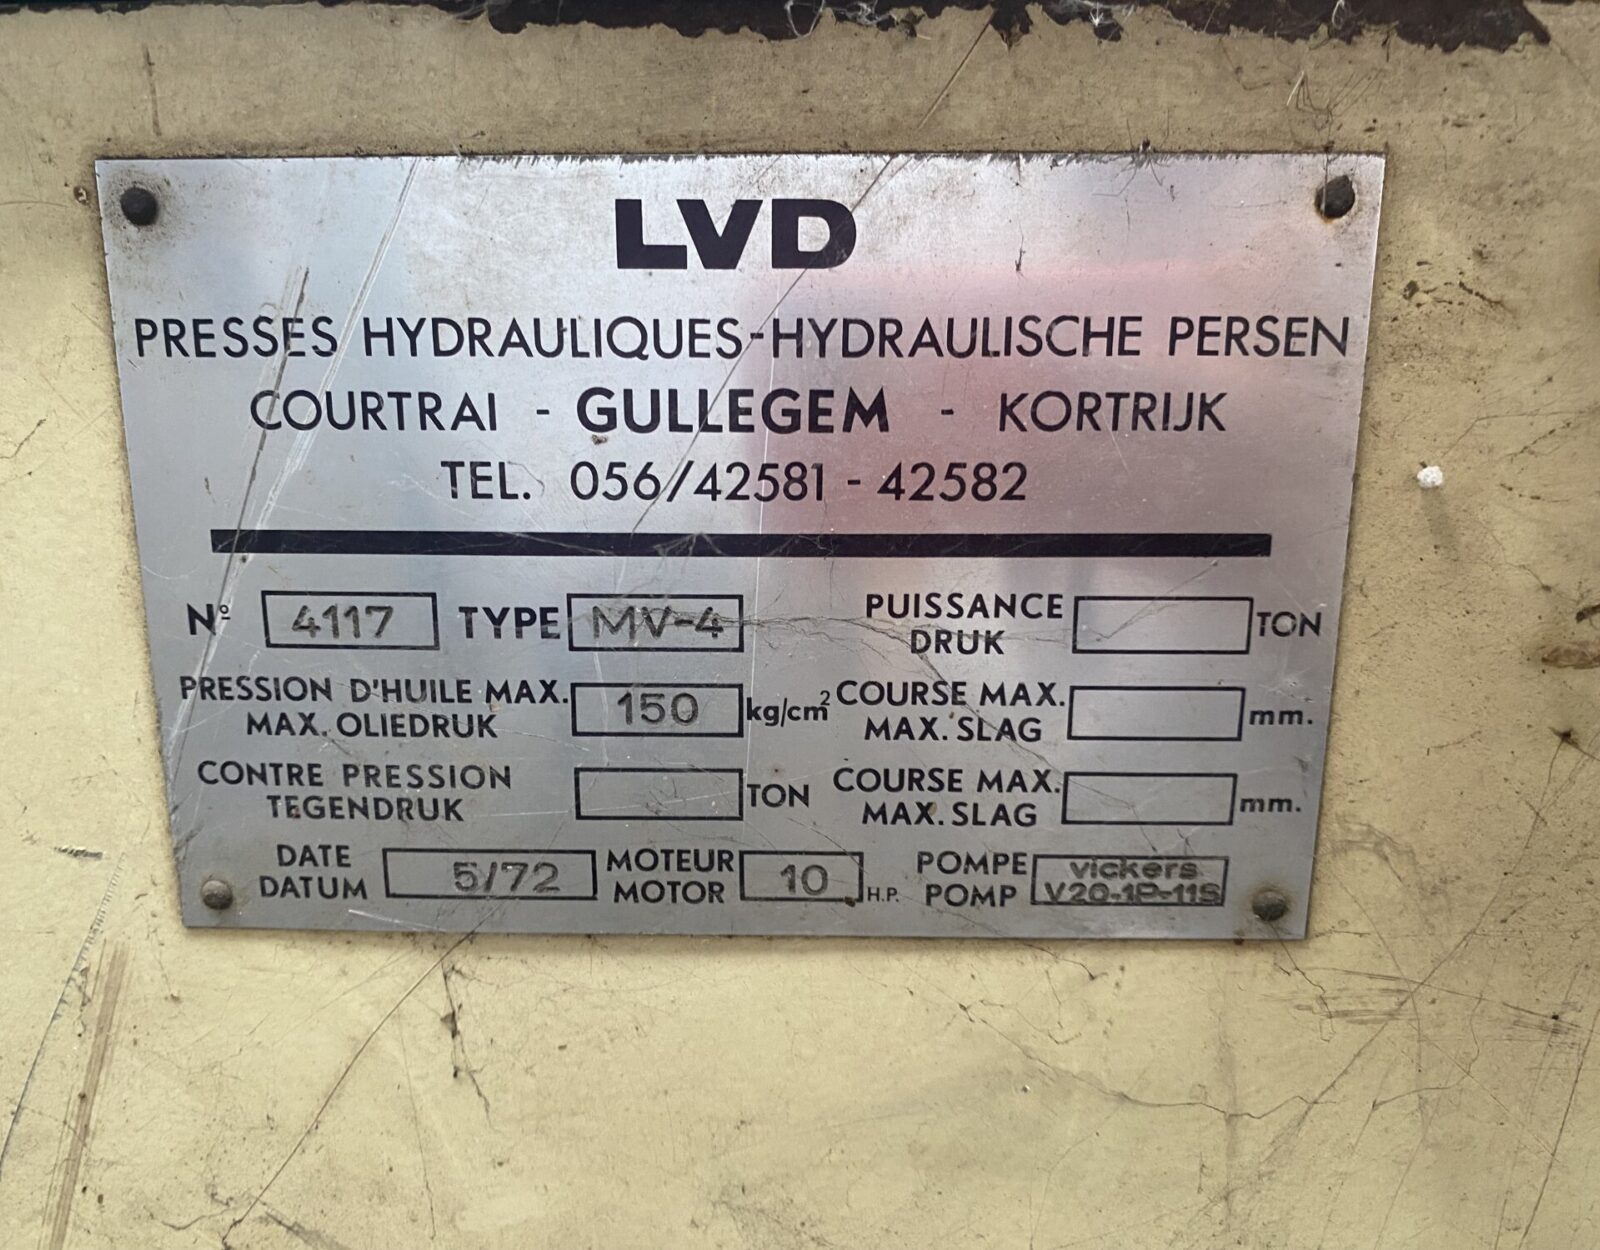 LVD
PRESSES HYDRAULIQUES-HYDRAULISCHE PERSEN
COURTRAI - GULLEGEM - KORTRIJK
TEL. 056/42581 - 42582
Nº 4117 TYPE MV-4 PUISSANCE DRUK TON
PRESSION D'HUILE MAX. MAX. OLIEDRUK 150 kg/cm² COURSE MAX. MAX. SLAG mm.
CONTRE PRESSION TEGENDRUK TON COURSE MAX. MAX. SLAG mm.
DATE DATUM 5/72 MOTEUR MOTOR 10 H.P. POMPE POMP vickers V20-1P-11S